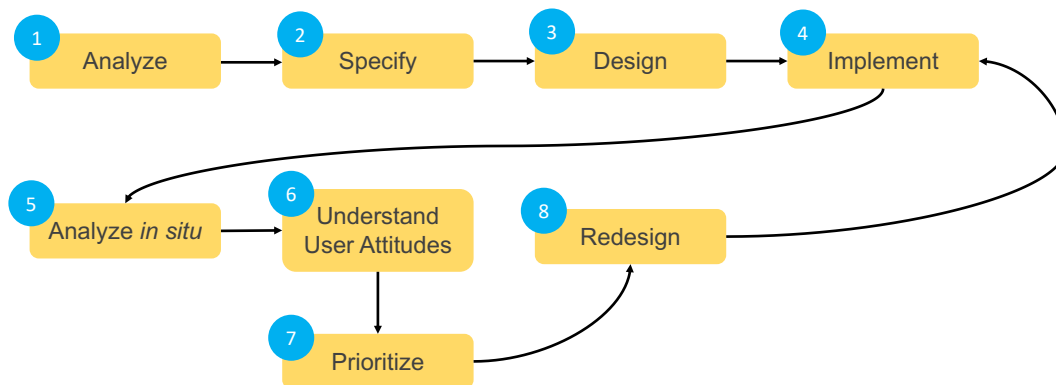 1
Analyze
2
Specify
3
Design
4
Implement
5
Analyze in situ
6
Understand
User Attitudes
7
Prioritize
8
Redesign